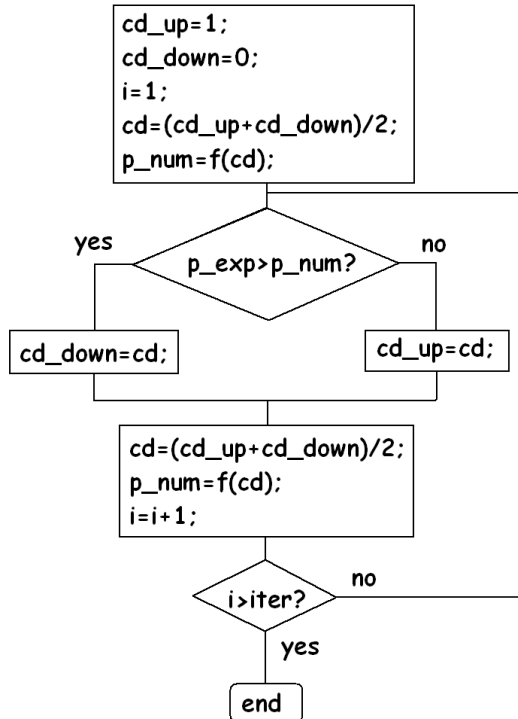 cd_up=1;
cd_down=0;
i=1;
cd=(cd_up+cd_down)/2;
p_num=f(cd);
yes
p_exp>p_num?
no
cd_down=cd;
cd_up=cd;
cd=(cd_up+cd_down)/2;
p_num=f(cd);
i=i+1;
i>iter?
no
yes
end